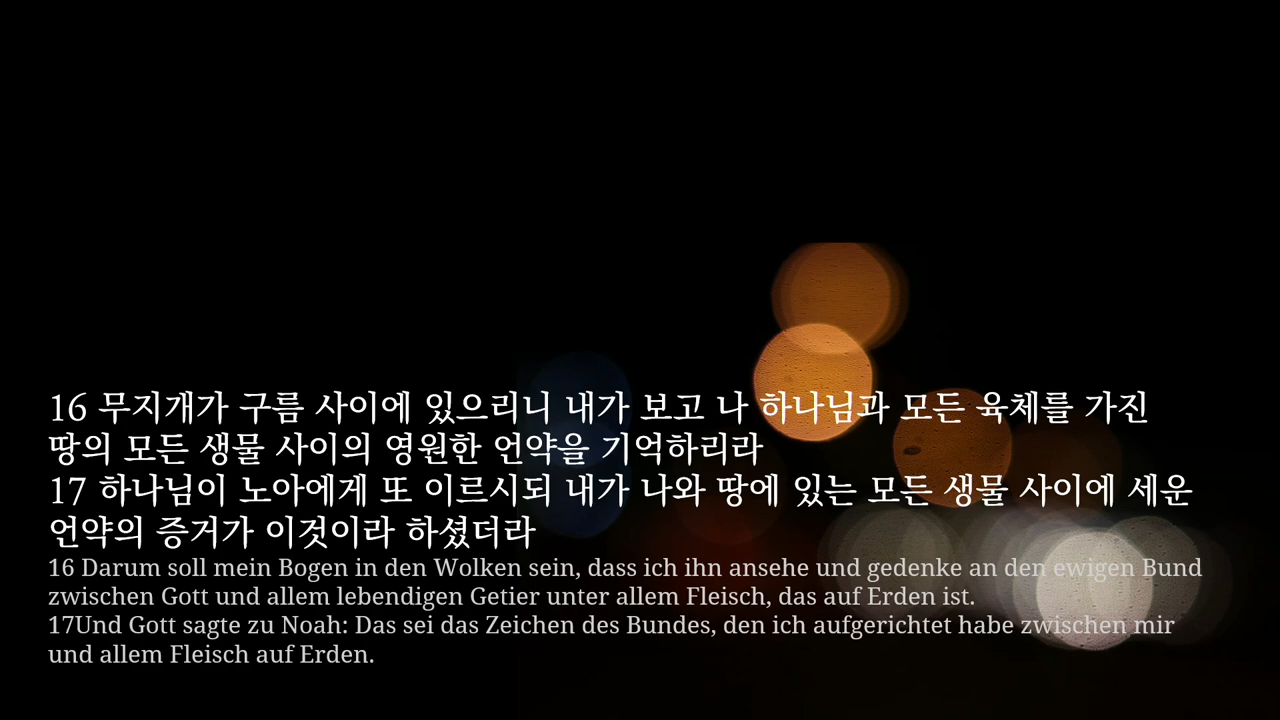 16 무지개가 구름 사이에 있으리니 내가 보고 나 하나님과 모든 육체를 가진
땅의 모든 생물 사이의 영원한 언약을 기억하리라
17 하나님이 노아에게 또 이르시되 내가 나와 땅에 있는 모든 생물 사이에 세운
언약의 증거가 이것이라 하셨더라
16 Darum soll mein Bogen in den Wolken sein, dass ich ihn ansehe und gedenke an den ewigen Bund
zwischen Gott und allem lebendigen Getier unter allem Fleisch, das auf Erden ist.
17Und Gott sagte zu Noah: Das sei das Zeichen des Bundes, den ich aufgerichtet habe zwischen mir
und allem Fleisch auf Erden.